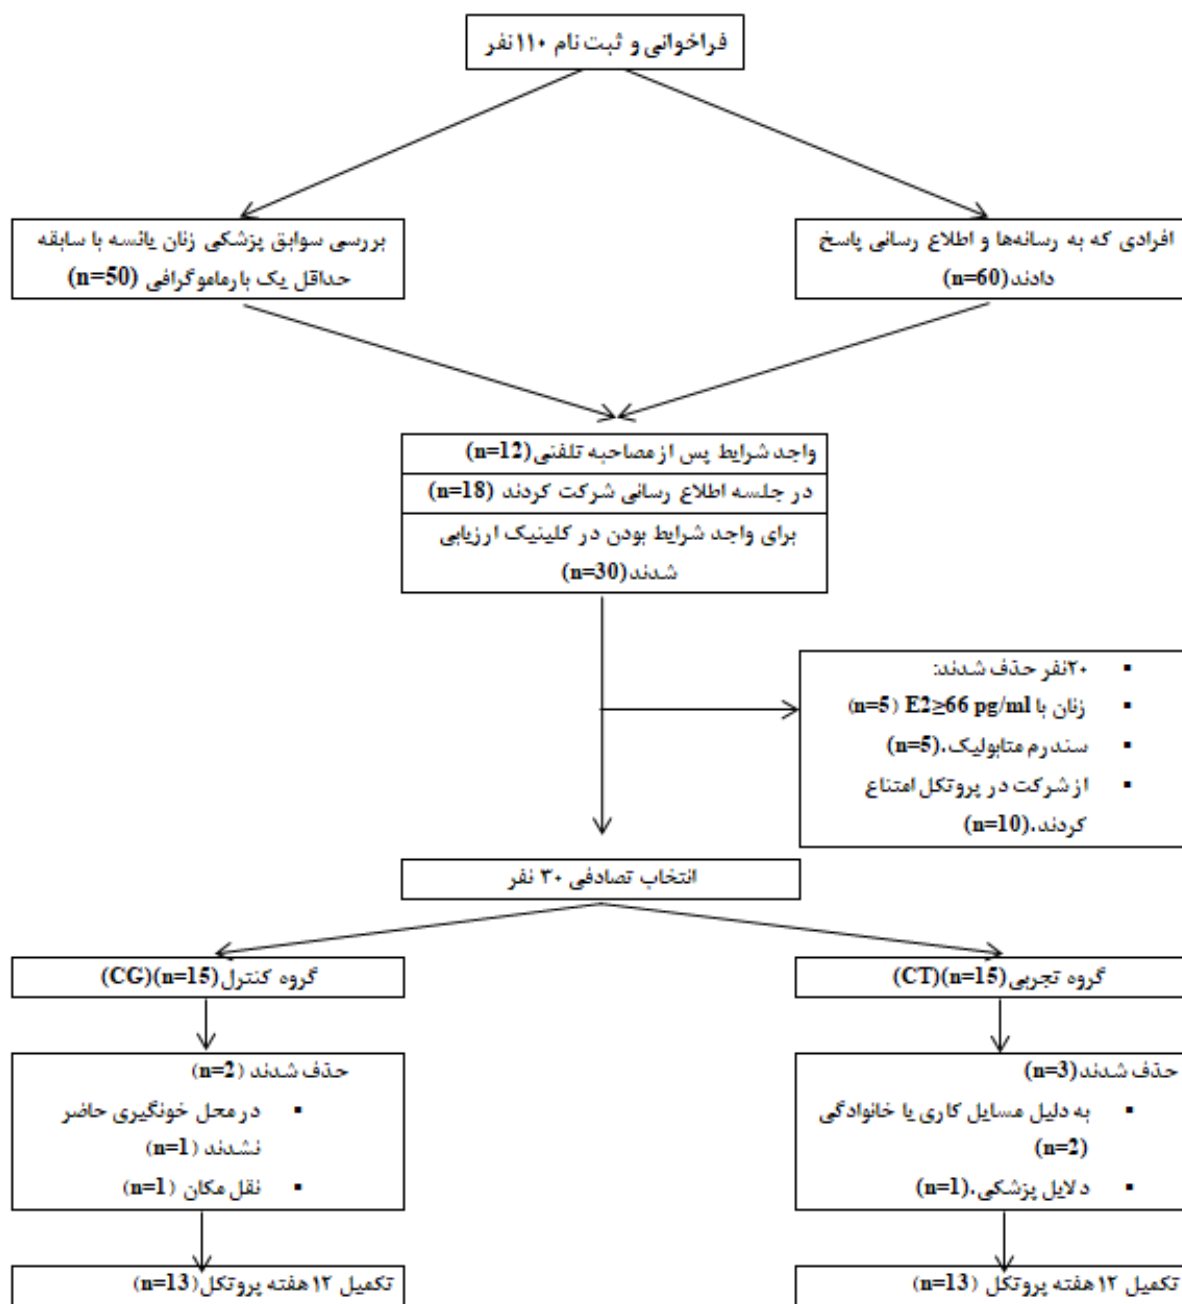 فراخوانی و ثبت نام ۱۱۰ نفر
افرادی که به رسانه‌ها و اطلاع رسانی پاسخ
دادند(n=60)
بررسی سوابق پزشکی زنان یائسه با سابقه
حداقل یک بارماموگرافی (n=50)
واجد شرایط پس از مصاحبه تلفنی(n=12)
در جلسه اطلاع رسانی شرکت کردند (n=18)
برای واجد شرایط بودن در کلینیک ارزیابی
شدند(n=30)
▪ ۲۰نفر حذف شدند:
▪ زنان با E2≥66 pg/ml (n=5)
▪ سندرم متابولیک،(n=5)
▪ از شرکت در پروتکل امتناع
کردند،(n=10)
انتخاب تصادفی ۳۰ نفر
گروه تجربی(n=15)(CT)
گروه کنترل(n=15)(CG)
حذف شدند(n=3)
▪ به دلیل مسایل کاری یا خانوادگی
(n=2)
▪ دلایل پزشکی،(n=1)
حذف شدند (n=2)
▪ در محل خونگیری حاضر
نشدند (n=1)
▪ نقل مکان (n=1)
تکمیل ۱۲ هفته پروتکل (n=13)
تکمیل ۱۲ هفته پروتکل(n=13)